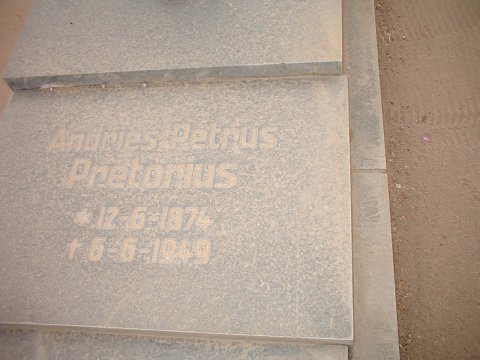 Andries Petrus
Pretorius
* 12-6-1874
† 6-6-1949